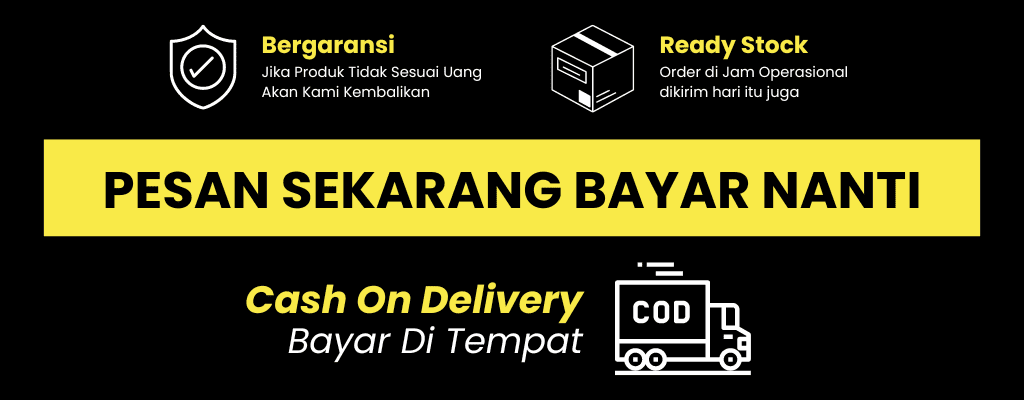 Bergaransi
Jika Produk Tidak Sesuai Uang
Akan Kami Kembalikan
Ready Stock
Order di Jam Operasional
dikirim hari itu juga
PESAN SEKARANG BAYAR NANTI
Cash On Delivery
Bayar Di Tempat
COD